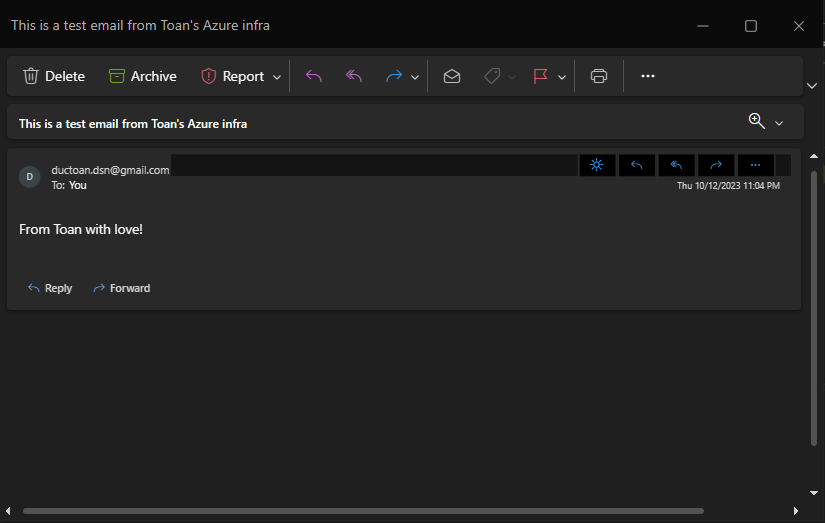 This is a test email from Toan's Azure infra
Delete Archive Report
This is a test email from Toan's Azure infra
D
ductoan.dsn@gmail.com
To: You
Thu 10/12/2023 11:04 PM
From Toan with love!
Reply Forward